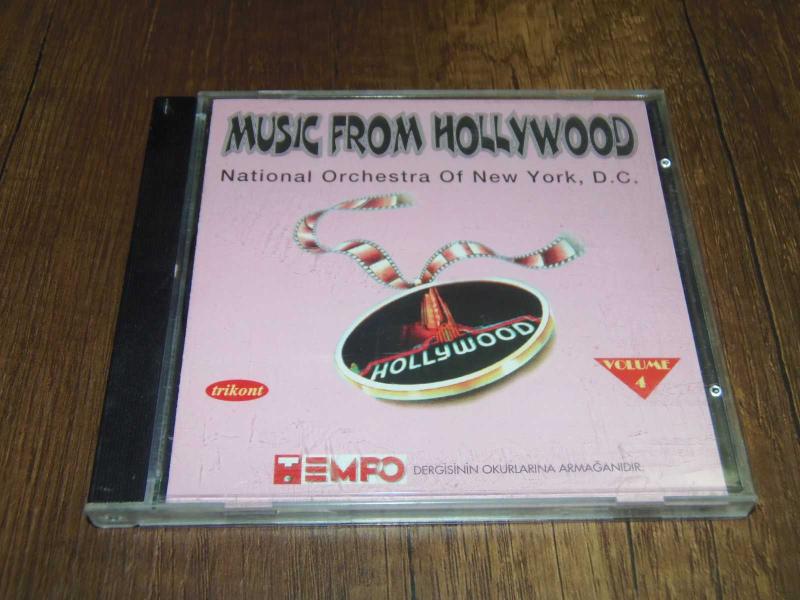 MUSIC FROM HOLLYWOOD
National Orchestra Of New York, D.C.
HOLLYWOOD
trikont
VOLUME
4
TEMPO DERGİSİNİN OKURLARINA ARMAĞANIDIR.